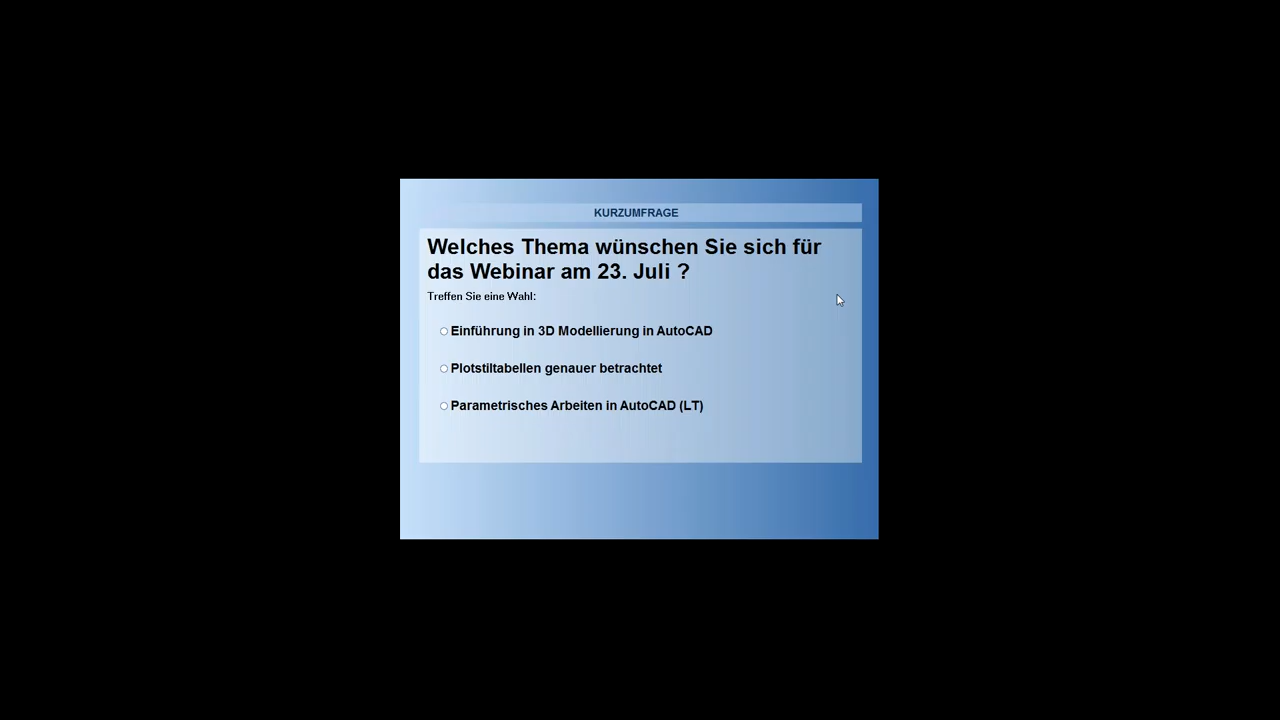 KURZUMFRAGE
Welches Thema wünschen Sie sich für
das Webinar am 23. Juli ?
Treffen Sie eine Wahl:
Einführung in 3D Modellierung in AutoCAD
Plotstiltabellen genauer betrachtet
Parametrisches Arbeiten in AutoCAD (LT)